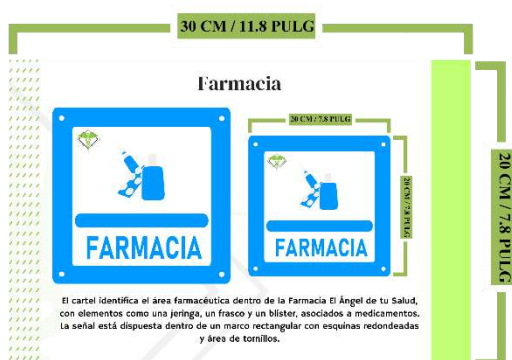 30 CM / 11.8 PULG
Farmacia
20 CM / 7.8 PULG
FARMACIA
FARMACIA
20 CM / 7.8 PULG
20 CM / 7.8 PULG
El cartel identifica el área farmacéutica dentro de la Farmacia El Ángel de tu Salud,
con elementos como una jeringa, un frasco y un blister, asociados a medicamentos.
La señal está dispuesta dentro de un marco rectangular con esquinas redondeadas
y área de tornillos.